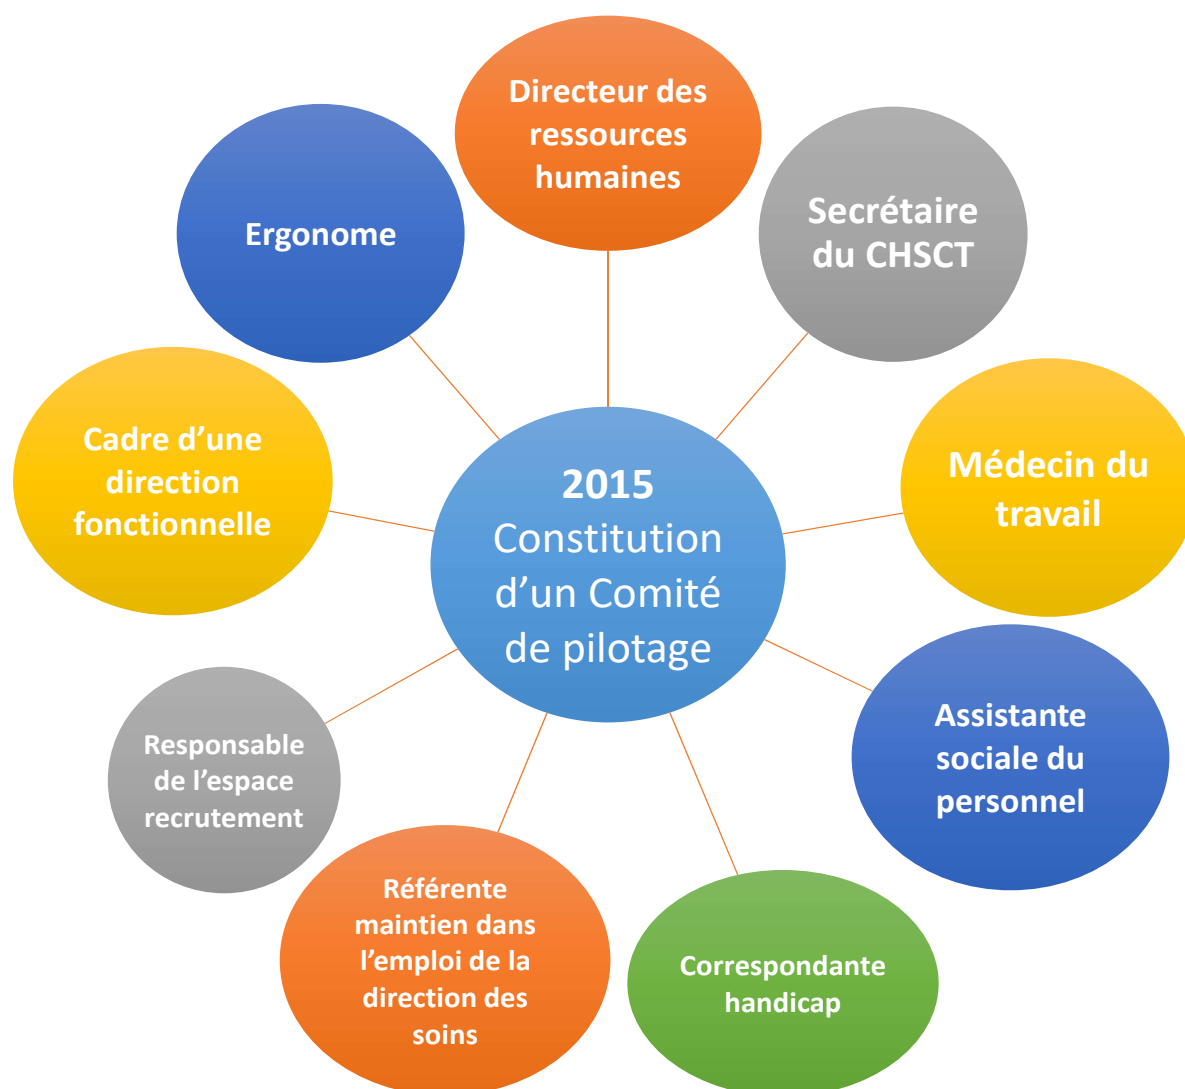 Directeur des
ressources
humaines
Secrétaire
du CHSCT
Ergonome
Cadre d’une
direction
fonctionnelle
Médecin du
travail
2015
Constitution
d’un Comité
de pilotage
Assistante
sociale du
personnel
Responsable
de l’espace
recrutement
Référente
maintien dans
l’emploi de la
direction des
soins
Correspondante
handicap